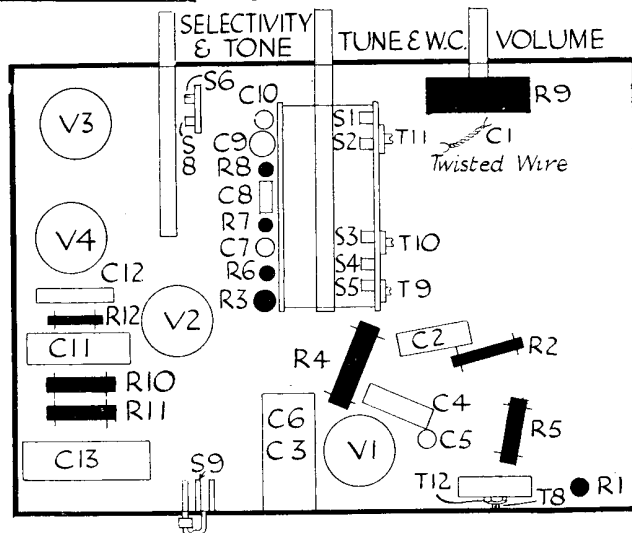 SELECTIVITY & TONE
TUNE & W.C.
VOLUME
S6
C10
V3
S8
C9
R8
C8
R7
C7
R6
R3
S1
S2
T11
R9
C1
Twisted Wire
V4
S3
S4
S5
T10
T9
C12
R12
V2
C11
R10
R11
C13
R4
C2
R2
C4
C5
R5
C6
C3
V1
S9
T12
T8
R1